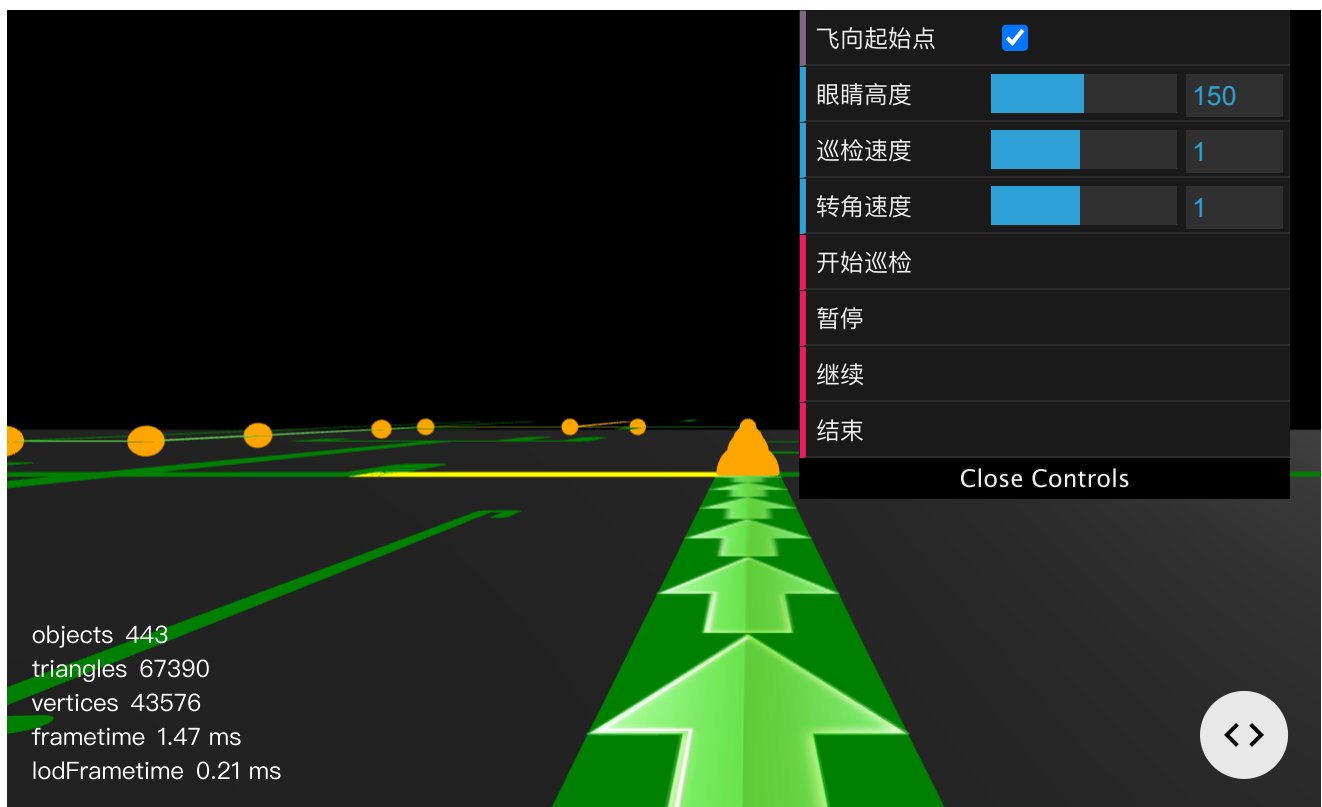 飞向起始点
眼睛高度 150
巡检速度 1
转角速度 1
开始巡检
暂停
继续
结束
Close Controls
objects 443
triangles 67390
vertices 43576
frametime 1.47 ms
lodFrametime 0.21 ms